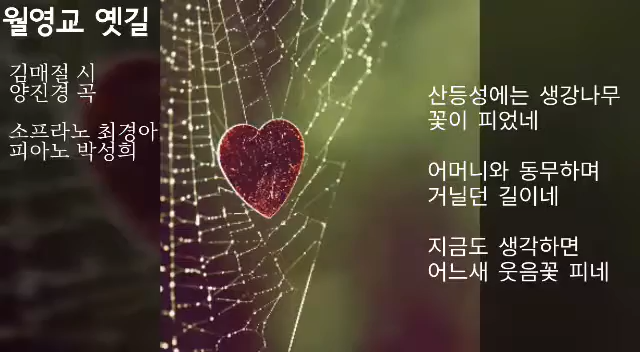 월영교 옛길
김매절 시
양진경 곡
소프라노 최경아
피아노 박성희
산등성에는 생강나무
꽃이 피었네
어머니와 동무하며
거닐던 길이네
지금도 생각하면
어느새 웃음꽃 피네